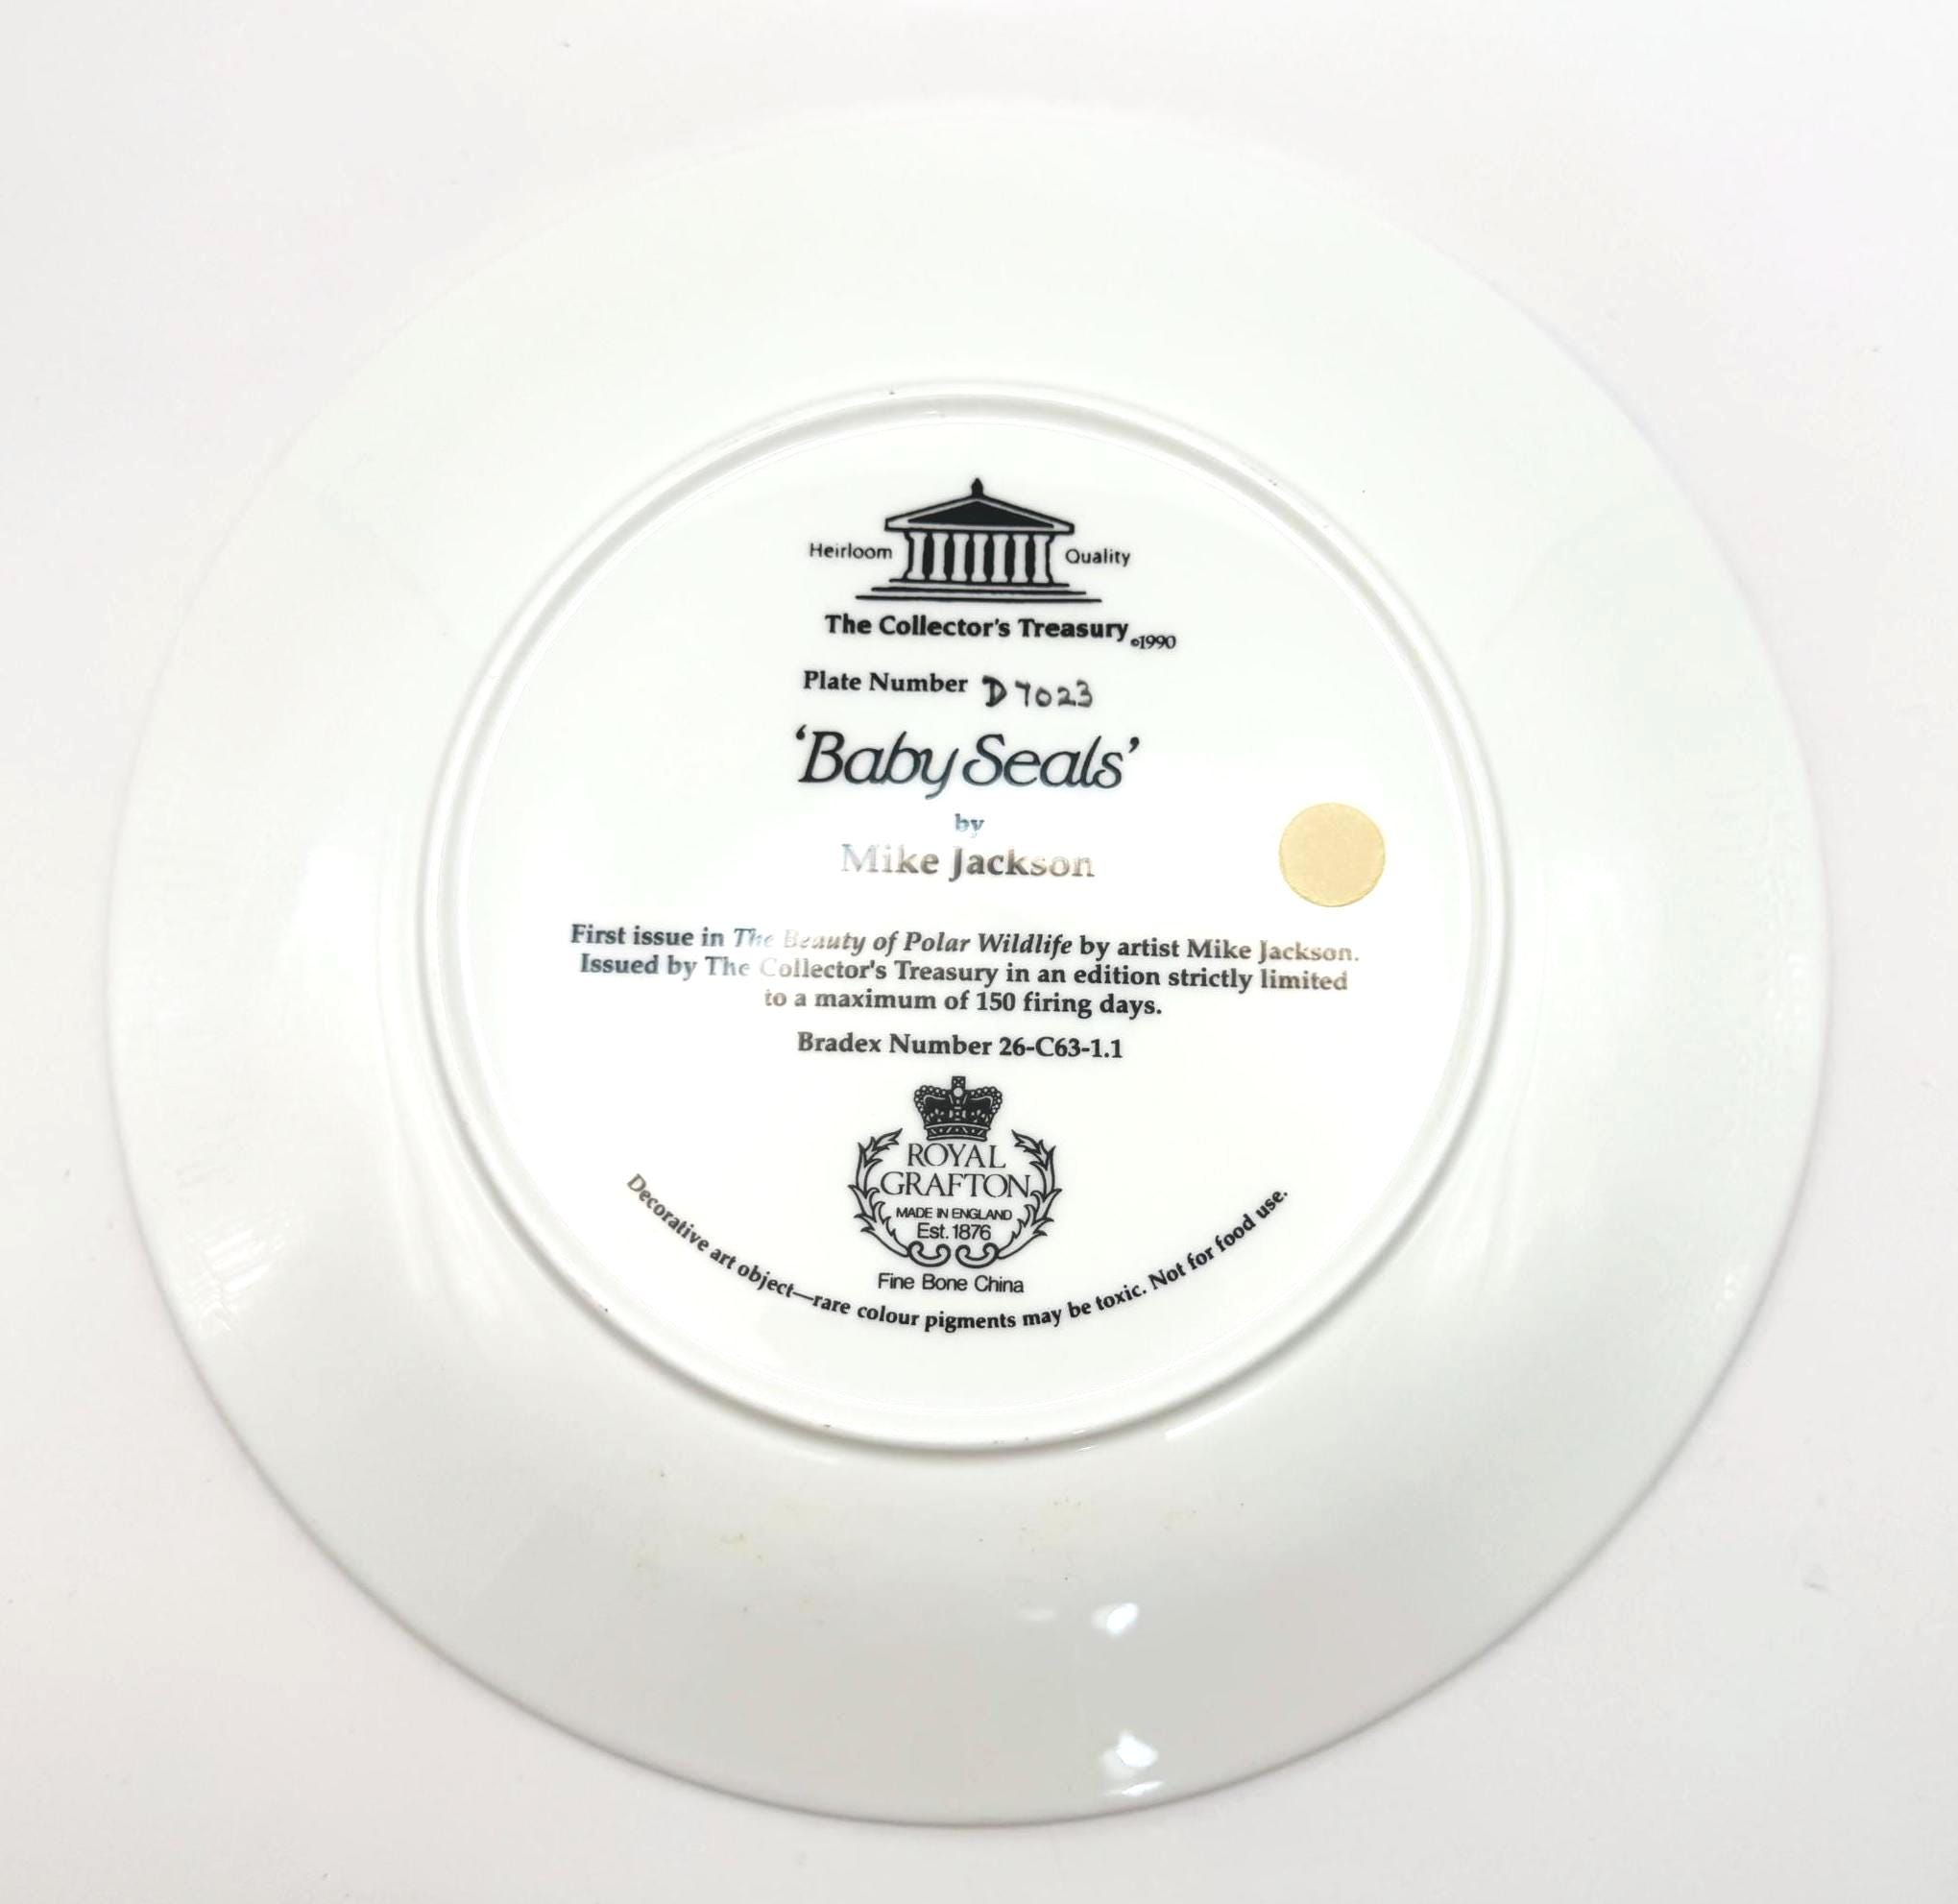 Heirloom Quality
The Collector's Treasury ©1990
Plate Number D7023
'Baby Seals'
by
Mike Jackson
First issue in The Beauty of Polar Wildlife by artist Mike Jackson.
Issued by The Collector's Treasury in an edition strictly limited
to a maximum of 150 firing days.
Bradex Number 26-C63-1.1
ROYAL
GRAFTON
MADE IN ENGLAND
Est. 1876
Fine Bone China
Decorative art object—rare colour pigments may be toxic. Not for food use.